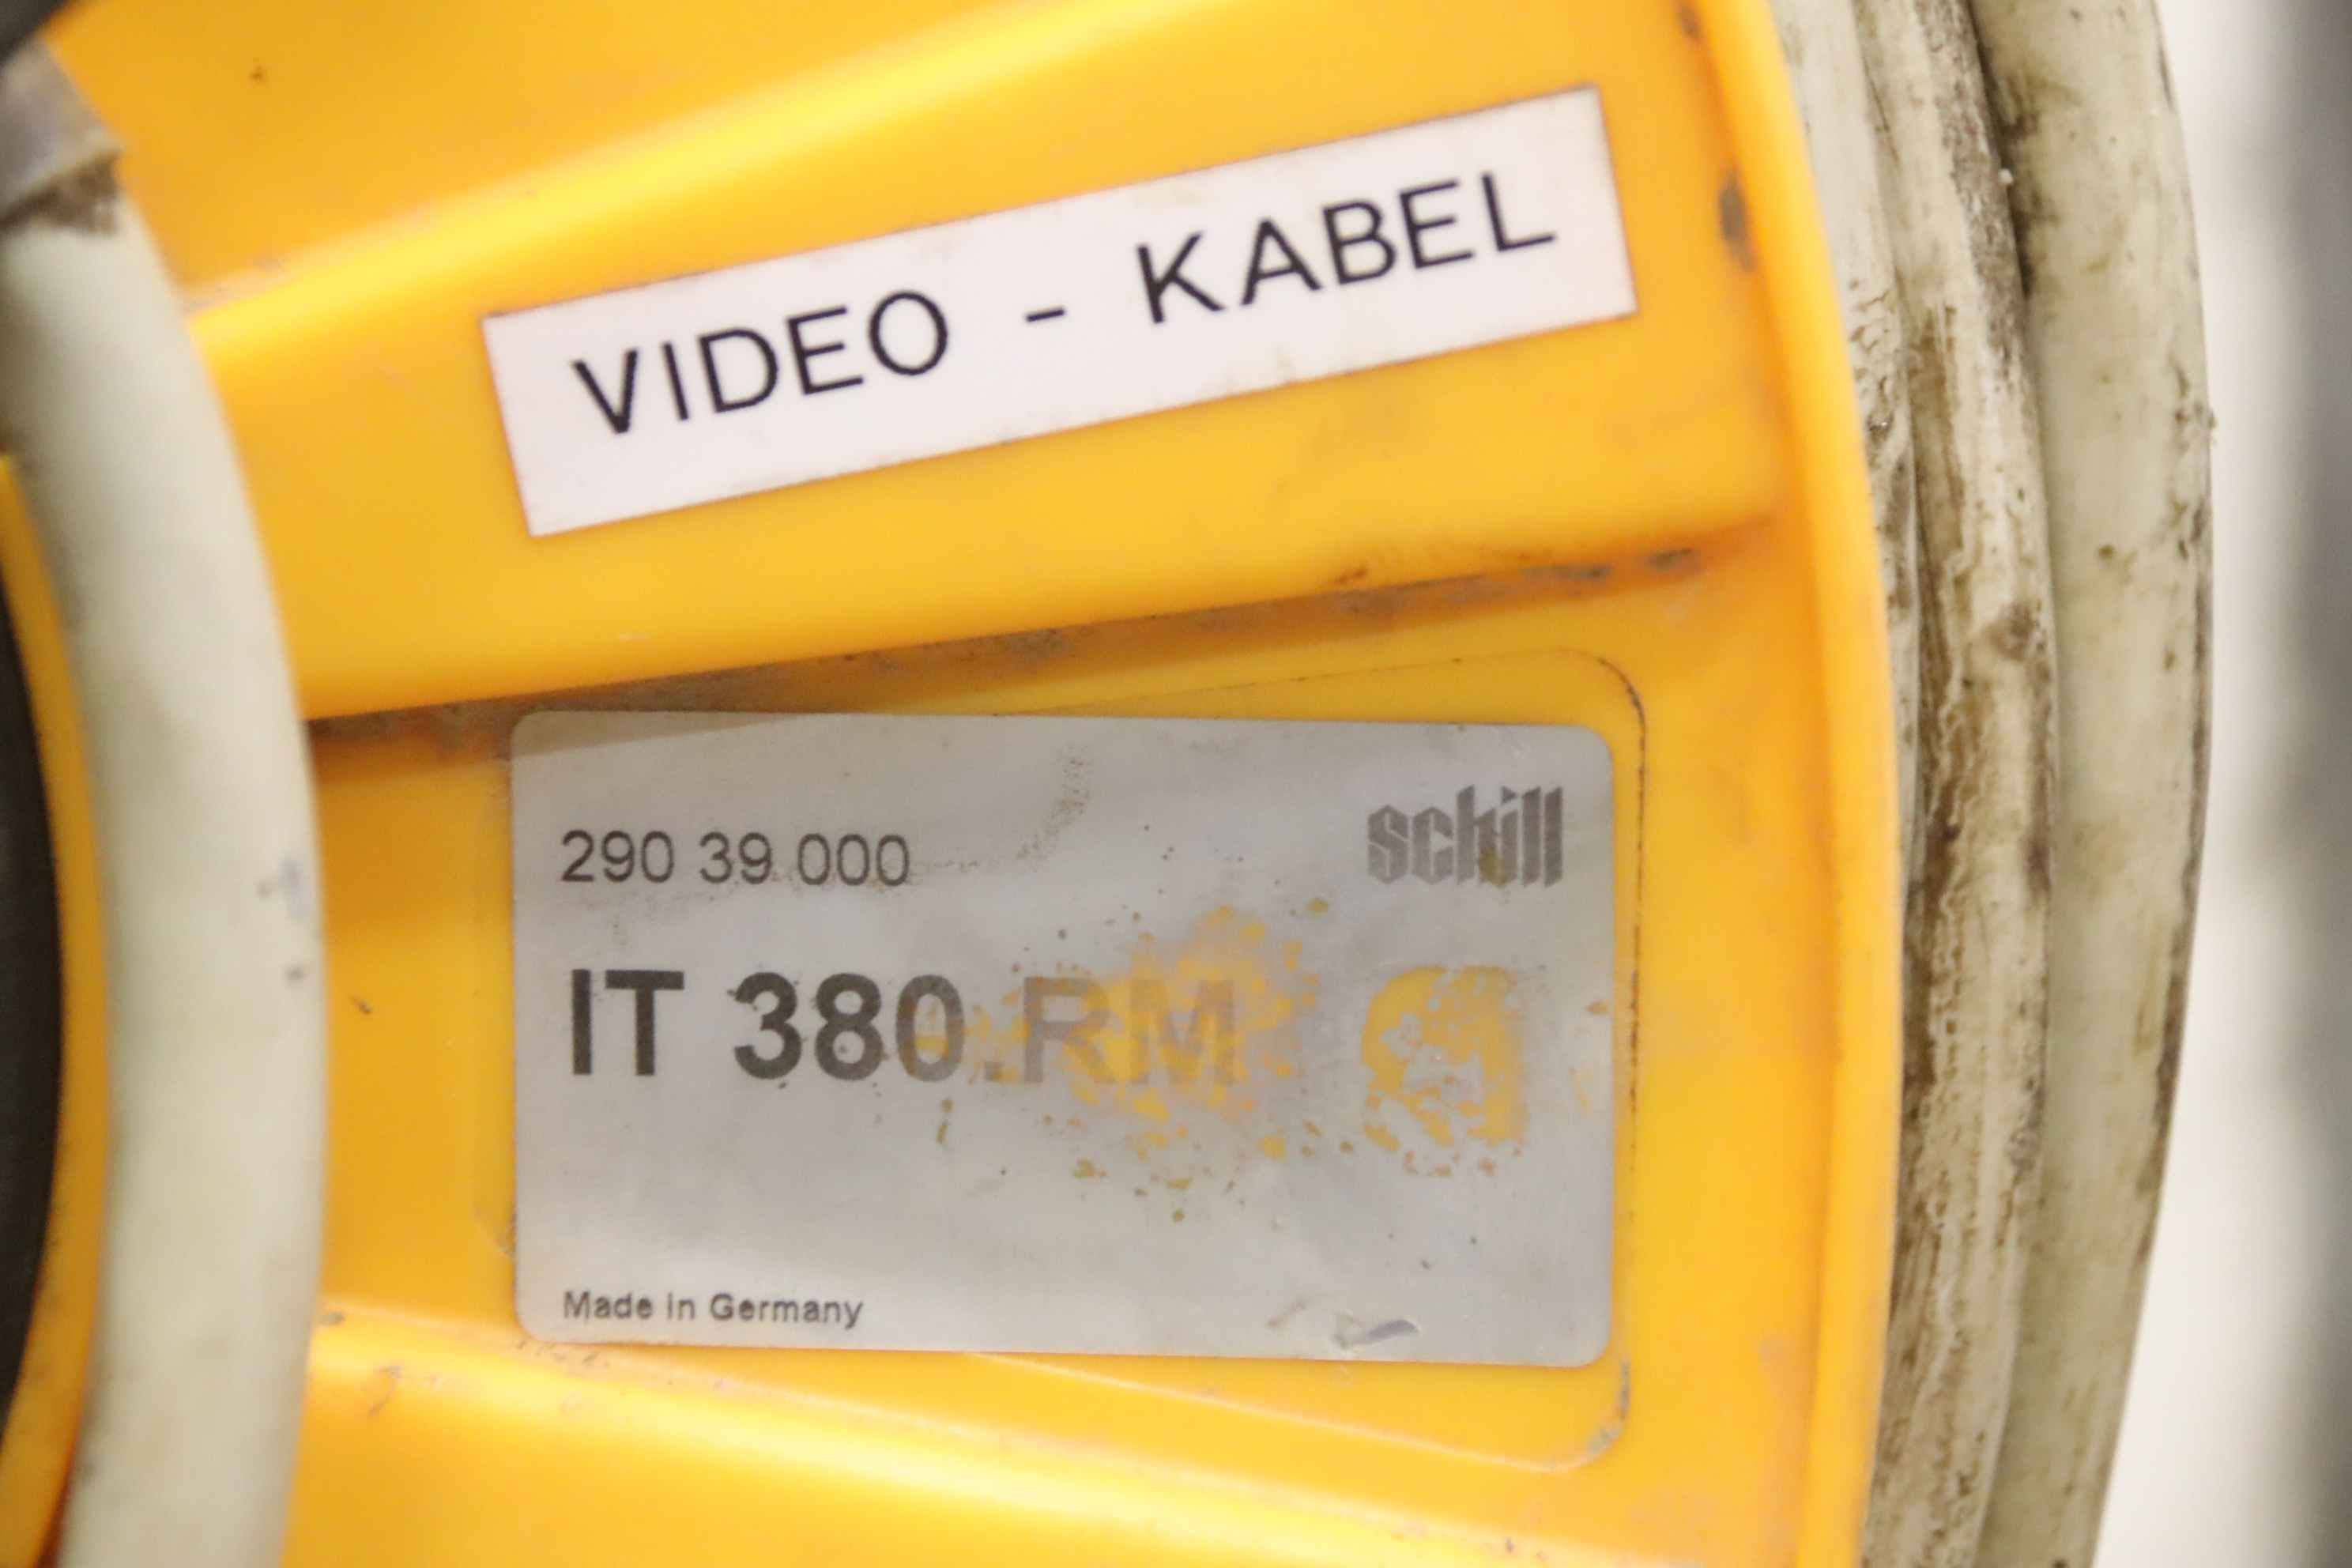 VIDEO - KABEL
290 39 000
schill
IT 380.RM
Made in Germany